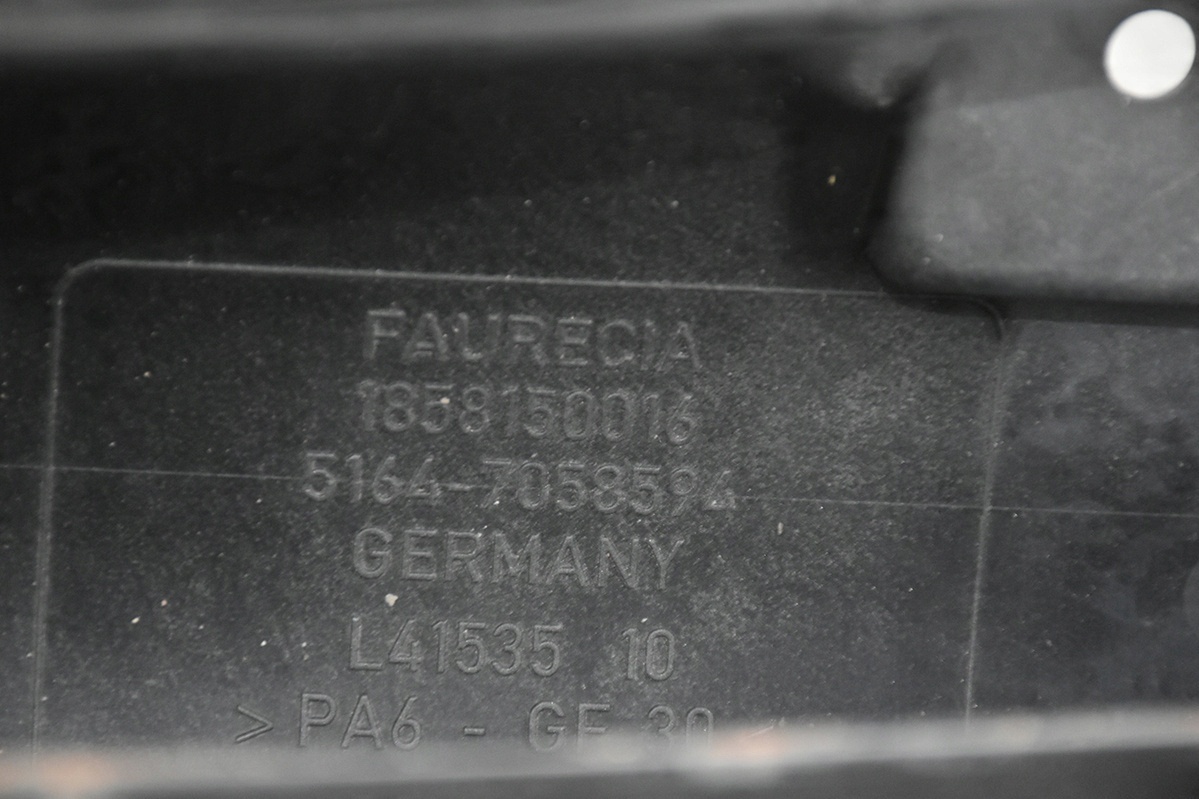 FAURECIA
1858150016
5164-7058594
GERMANY
L41535 10
>PA6 - GF 30